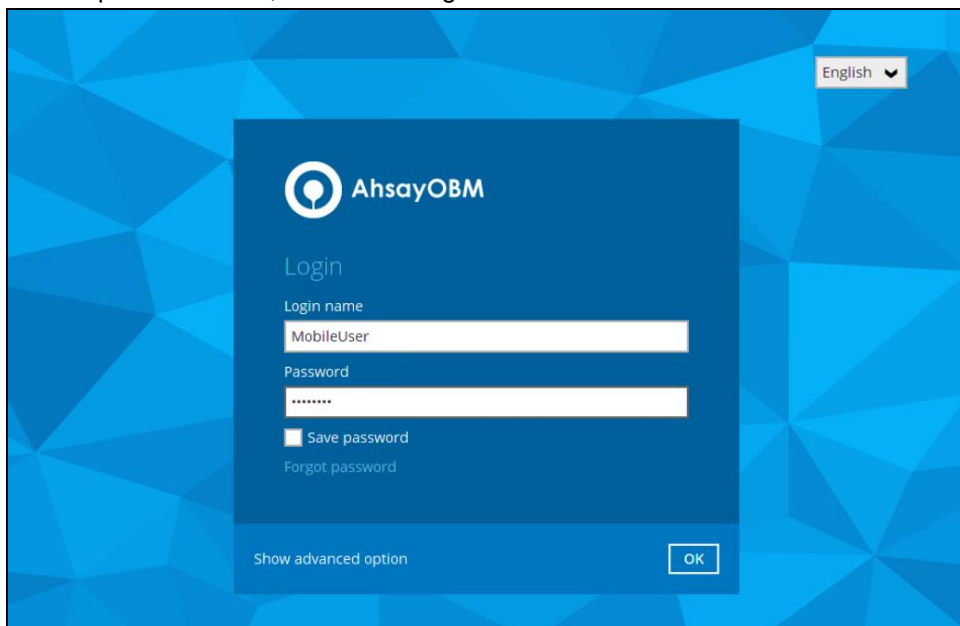 English
AhsayOBM
Login
Login name
MobileUser
Password
••••••••
Save password
Forgot password
Show advanced option
OK